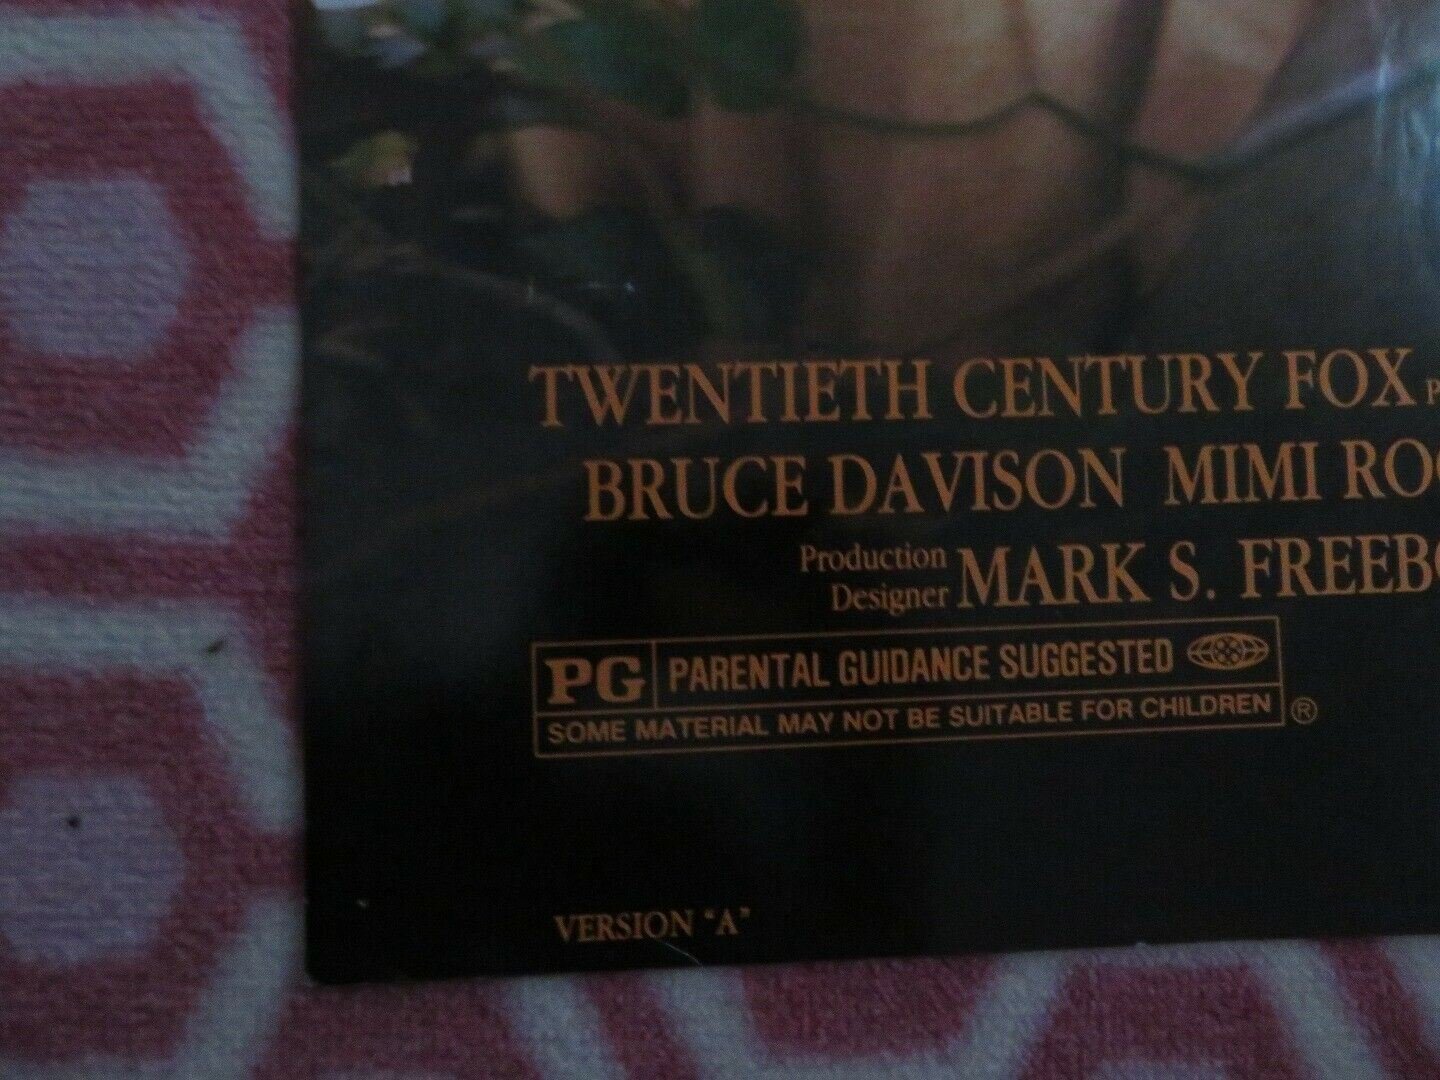 TWENTIETH CENTURY FOX
BRUCE DAVISON MIMI
Production Designer MARK S.
PG PARENTAL GUIDANCE SUGGESTED
SOME MATERIAL MAY NOT BE SUITABLE FOR CHILDREN ®
VERSION "A"